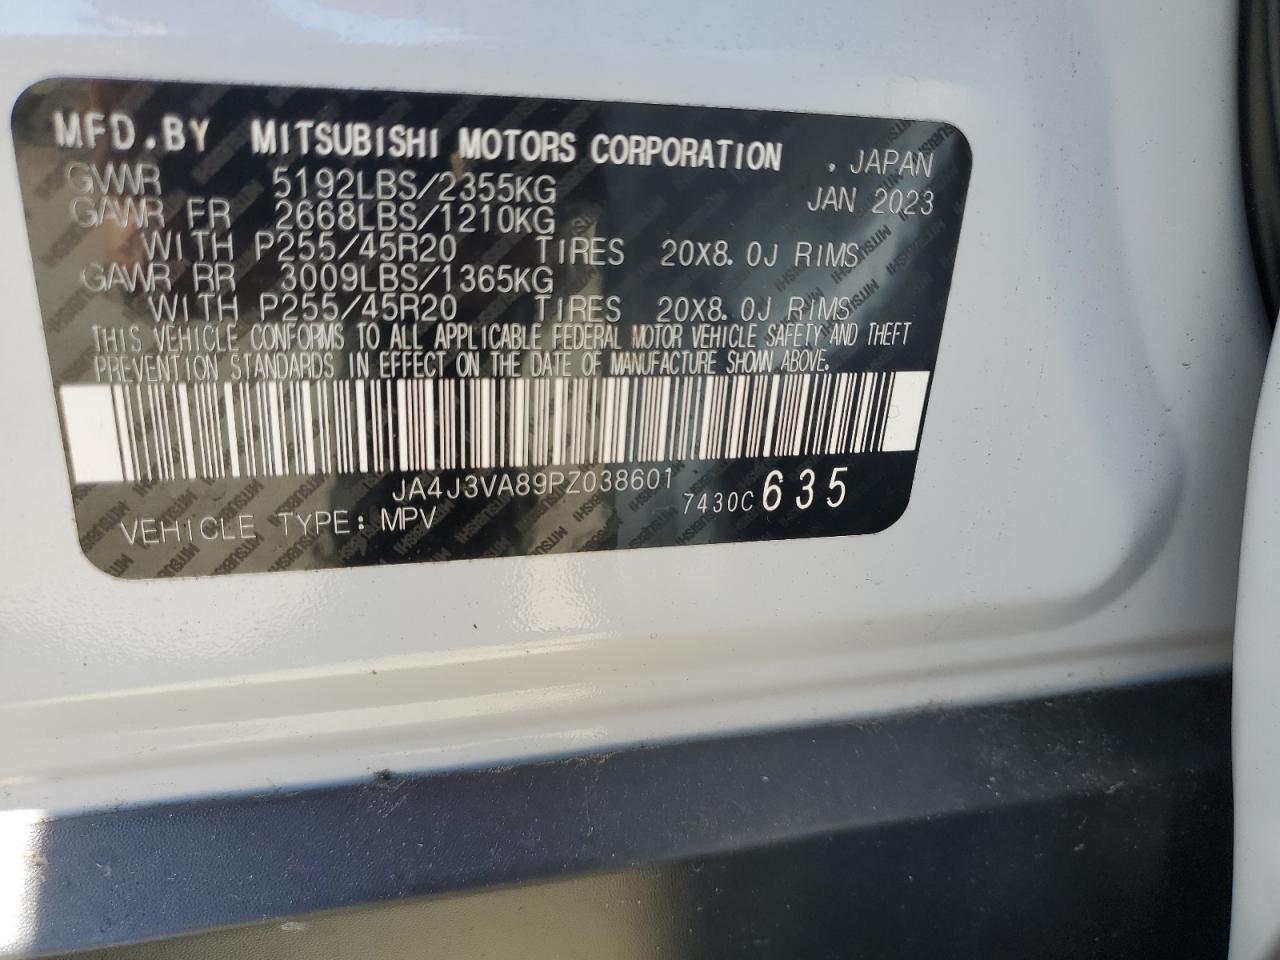 MFD.BY MITSUBISHI MOTORS CORPORATION . JAPAN
GVWR 5192LBS/2355KG JAN 2023
GAWR FR 2668LBS/1210KG
WITH P255/45R20 TIRES 20X8.0J RIMS
GAWR RR 3009LBS/1365KG
WITH P255/45R20 TIRES 20X8.0J RIMS
THIS VEHICLE CONFORMS TO ALL APPLICABLE FEDERAL MOTOR VEHICLE SAFETY AND THEFT
PREVENTION STANDARDS IN EFFECT ON THE DATE OF MANUFACTURE SHOWN ABOVE.
JA4J3VA89PZ038601
7430C 635
VEHICLE TYPE: MPV